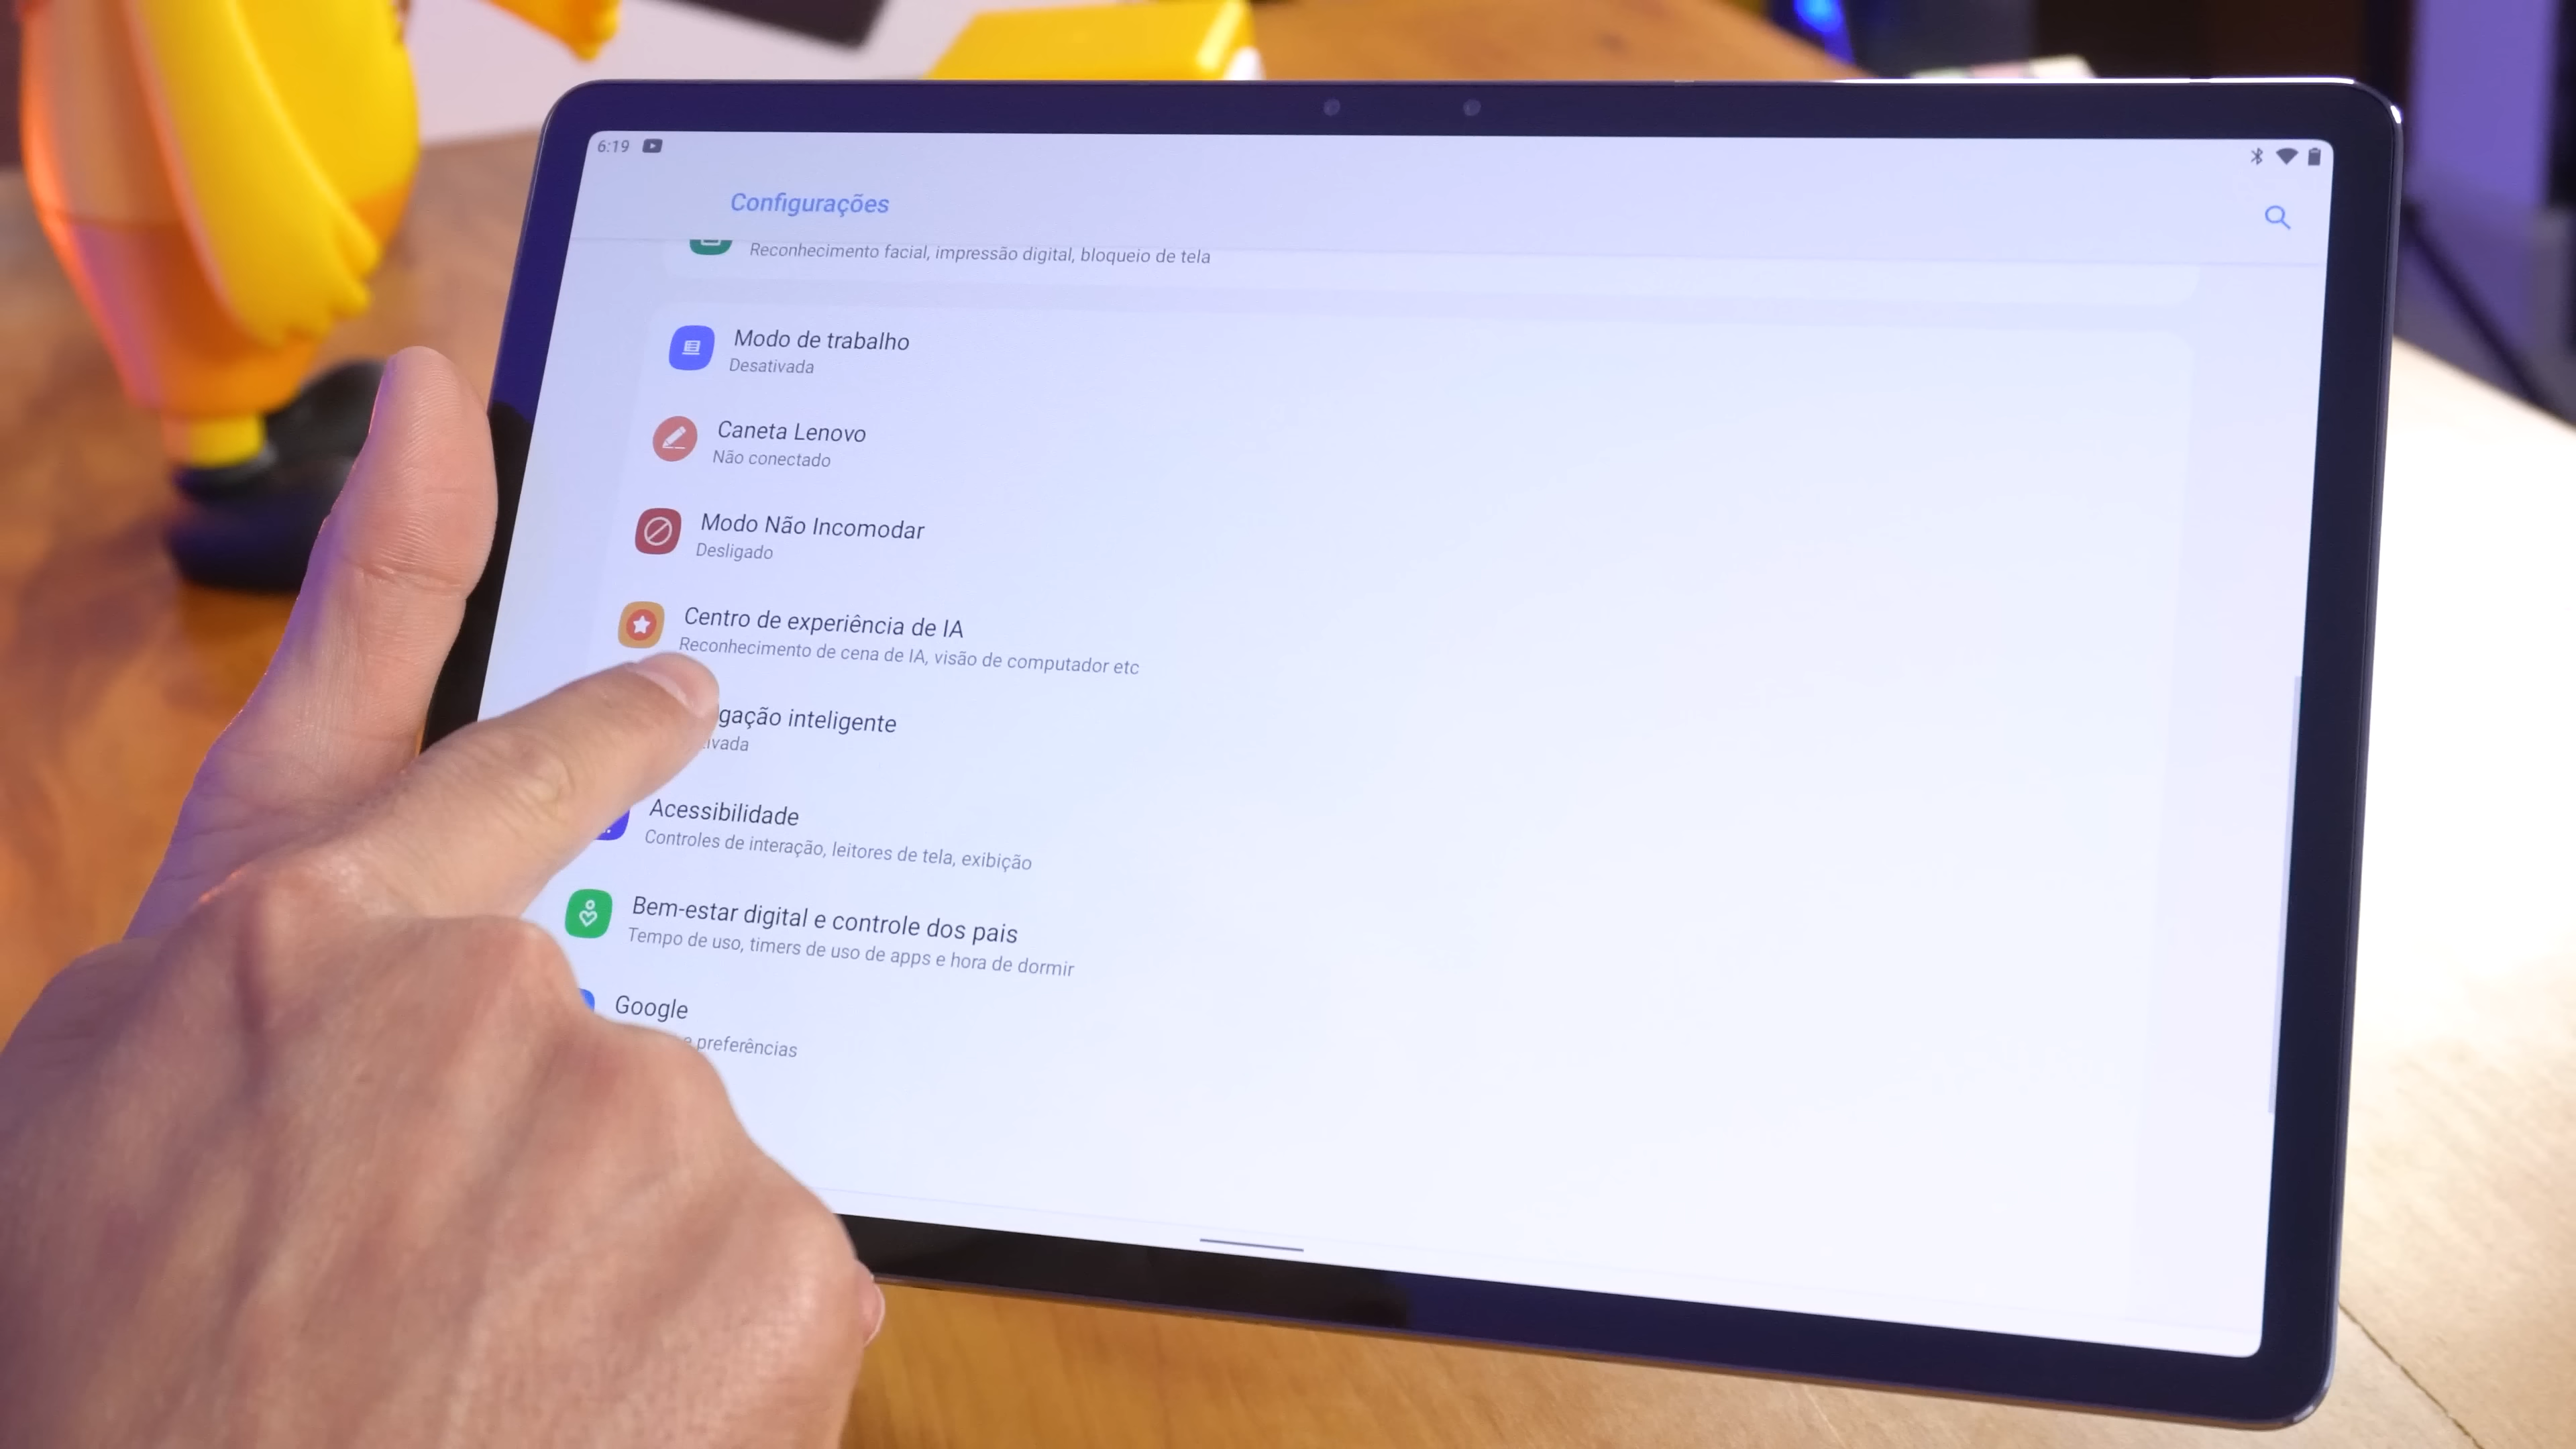 6:19
Configurações
Reconhecimento facial, impressão digital, bloqueio de tela
Modo de trabalho
Desativada
Caneta Lenovo
Não conectado
Modo Não Incomodar
Desligado
Centro de experiência de IA
Reconhecimento de cena de IA, visão de computador etc
inteligente
Acessibilidade
Controles de interação, leitores de tela, exibição
Bem-estar digital e controle dos pais
Tempo de uso, timers de uso de apps e hora de dormir
Google
e preferências